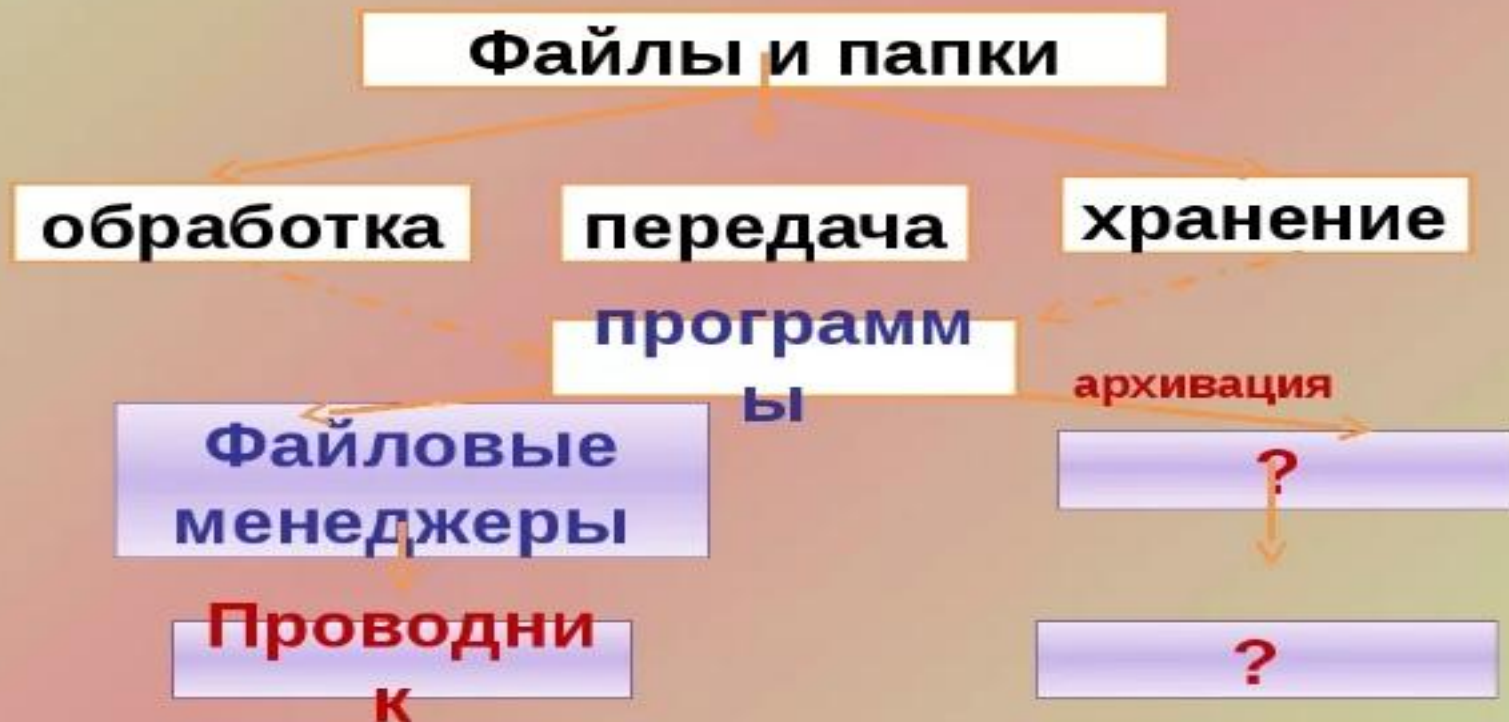 Файлы и папки
обработка
передача
хранение
программ
ы
архивация
Файловые
менеджеры
?
Проводни
к
?